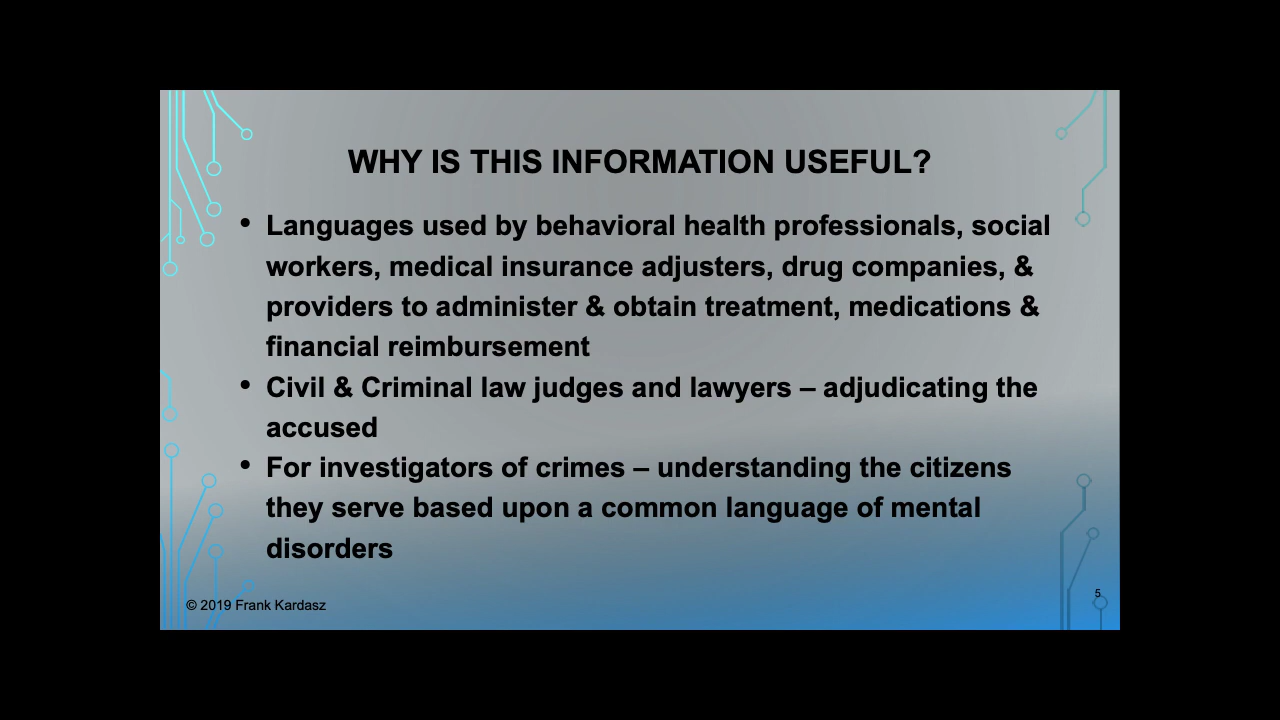 WHY IS THIS INFORMATION USEFUL?
• Languages used by behavioral health professionals, social
workers, medical insurance adjusters, drug companies, &
providers to administer & obtain treatment, medications &
financial reimbursement
• Civil & Criminal law judges and lawyers – adjudicating the
accused
• For investigators of crimes – understanding the citizens
they serve based upon a common language of mental
disorders
© 2019 Frank Kardasz
5